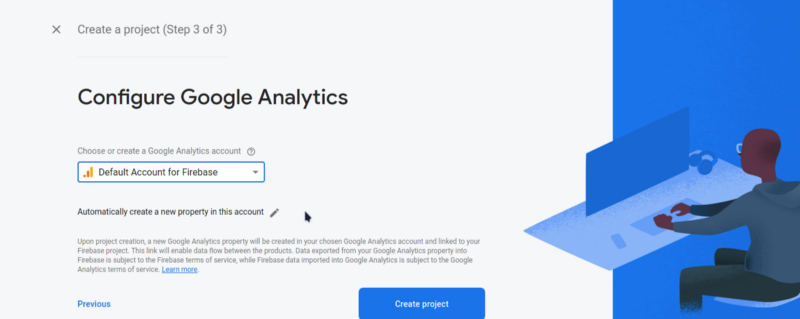 Create a project (Step 3 of 3)
Configure Google Analytics
Choose or create a Google Analytics account
Default Account for Firebase
Automatically create a new property in this account
Upon project creation, a new Google Analytics property will be created in your chosen Google Analytics account and linked to your
Firebase project. This link will enable data flow between the products. Data exported from your Google Analytics property into
Firebase is subject to the Firebase terms of service, while Firebase data imported into Google Analytics is subject to the Google
Analytics terms of service. Learn more.
Previous
Create project